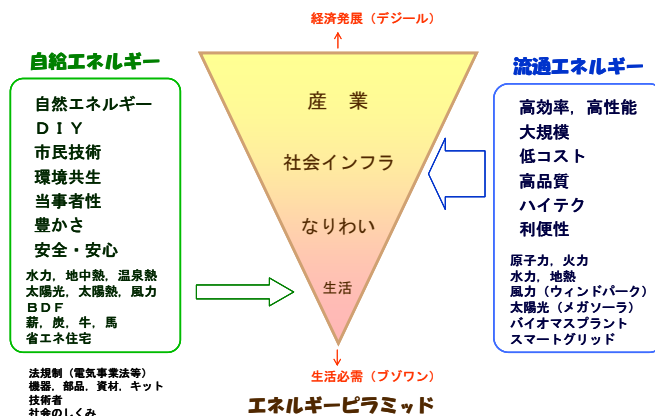 経済発展（デジール）
自給エネルギー
自然エネルギー
ＤＩＹ
市民技術
環境共生
当事者性
豊かさ
安全・安心
水力，地中熱，温泉熱
太陽光，太陽熱，風力
ＢＤＦ
薪，炭，牛，馬
省エネ住宅
法規制（電気事業法等）
機器，部品，資材，キット
技術者
社会のしくみ
産　業
社会インフラ
なりわい
生活
生活必需（ブゾワン）
エネルギーピラミッド
流通エネルギー
高効率，高性能
大規模
低コスト
高品質
ハイテク
利便性
原子力，火力
水力，地熱
風力（ウィンドパーク）
太陽光（メガソーラ）
バイオマスプラント
スマートグリッド